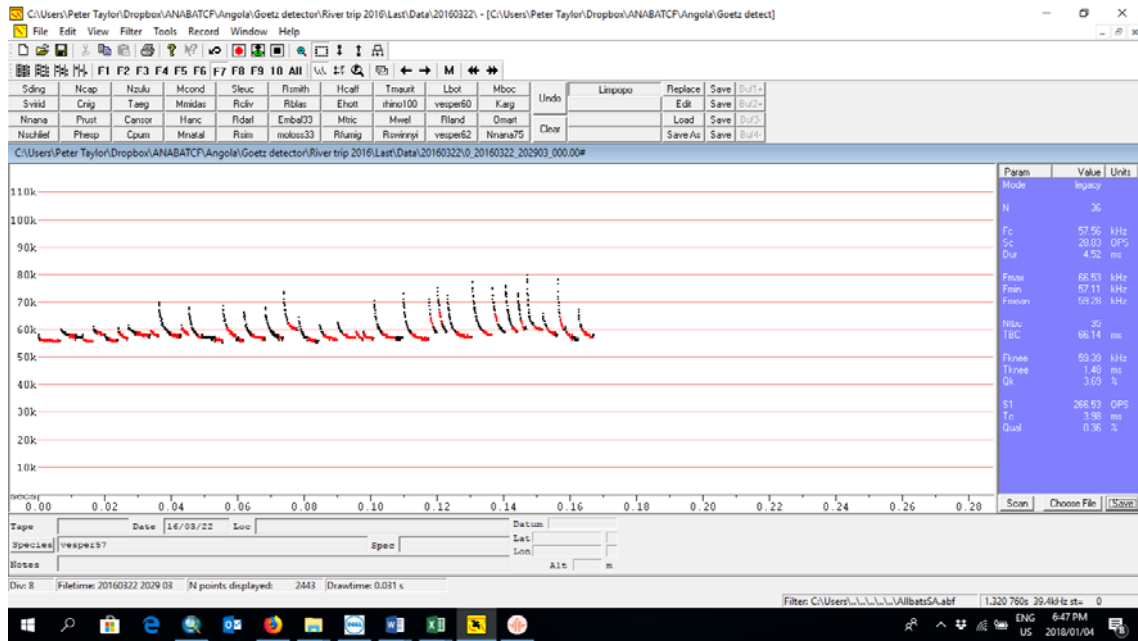 C:\Users\Peter Taylor\Dropbox\ANABATCF\Angola\Goetz detector\River trip 2016\Last\Data\20160322\ - [C:\Users\Peter Taylor\Dropbox\ANABATCF\Angola\Goetz detect]
File Edit View Filter Tools Record Window Help
F1 F2 F3 F4 F5 F6 F7 F8 F9 10 All M
Sding Ncap Nzulu Mcond Sleuc Rsmith Hcaff Tmaurit Lbot Mboc Undo Limpopo Replace Save Buf1+
Svirid Cnig Taeg Mmidas Rcliv Rblas Ehott rhino100 vesper60 Karg Edit Save Buf2+
Nnana Prust Cansor Hanc Rdarl Embal33 Mtric Mwel Rland Omart Clear Load Save Buf3-
Nschlief Phesp Cpum Mnatal Rsim moloss33 Rfumig Rswinnyi vesper62 Nnana75 Save As Save Buf4-
C:\Users\Peter Taylor\Dropbox\ANABATCF\Angola\Goetz detector\River trip 2016\Last\Data\20160322\0_20160322_202903_000.00#
Param Value Units
Mode legacy
N 36
Fc 57.56 kHz
Sc 28.83 OPS
Dur 4.52 ms
Fmax 66.53 kHz
Fmin 57.11 kHz
Fmean 59.28 kHz
Ntbc 35
TBC 66.14 ms
Fknee 59.39 kHz
Tknee 1.48 ms
Qk 3.69 %
S1 266.53 OPS
Tc 3.98 ms
Qual 0.36 %
110k
100k
90k
80k
70k
60k
50k
40k
30k
20k
10k
secs
0.00 0.02 0.04 0.06 0.08 0.10 0.12 0.14 0.16 0.18 0.20 0.22 0.24 0.26 0.28
Scan Choose File Save
Tape Date 16/03/22 Loc Datum
Species vesper57 Spec Lat
Lon
Notes Alt m
Div: 8 Filetime: 20160322 2029 03 N points displayed: 2443 Drawtime: 0.031 s
Filter: C:\Users\...\...\...\...\AllbatsSA.abf 1.320 760s 39.4kHz st= 0
ENG 6:47 PM
US 2018/01/04